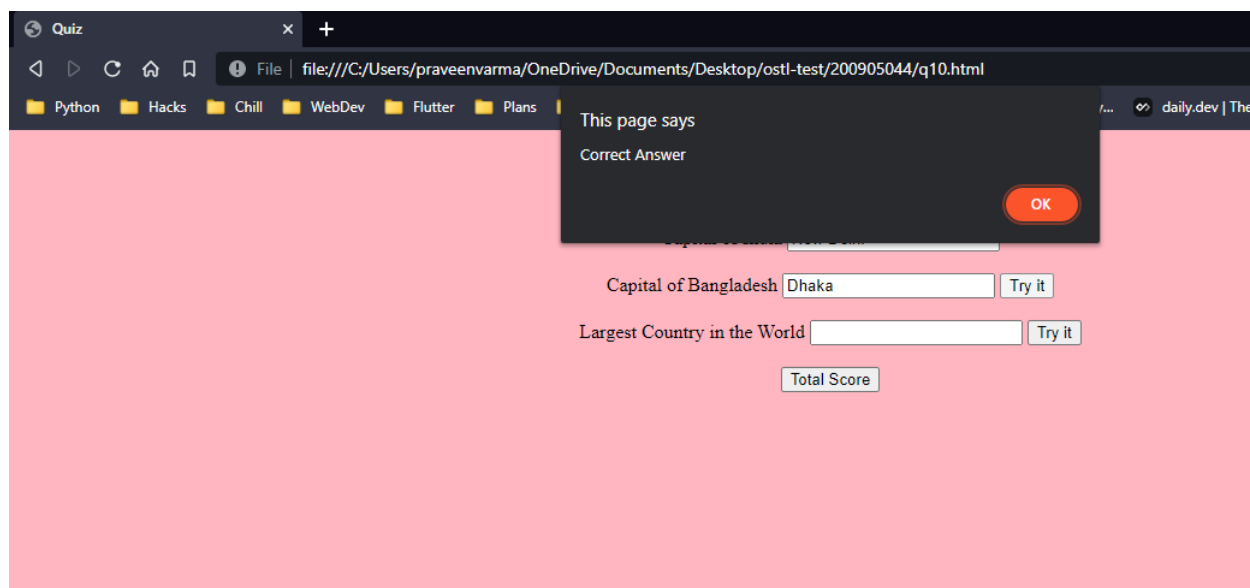 Quiz
File file:///C:/Users/praveenvarma/OneDrive/Documents/Desktop/ostl-test/200905044/q10.html
Python Hacks Chill WebDev Flutter Plans daily.dev | The
This page says
Correct Answer
OK
Capital of Bangladesh Dhaka Try it
Largest Country in the World Try it
Total Score